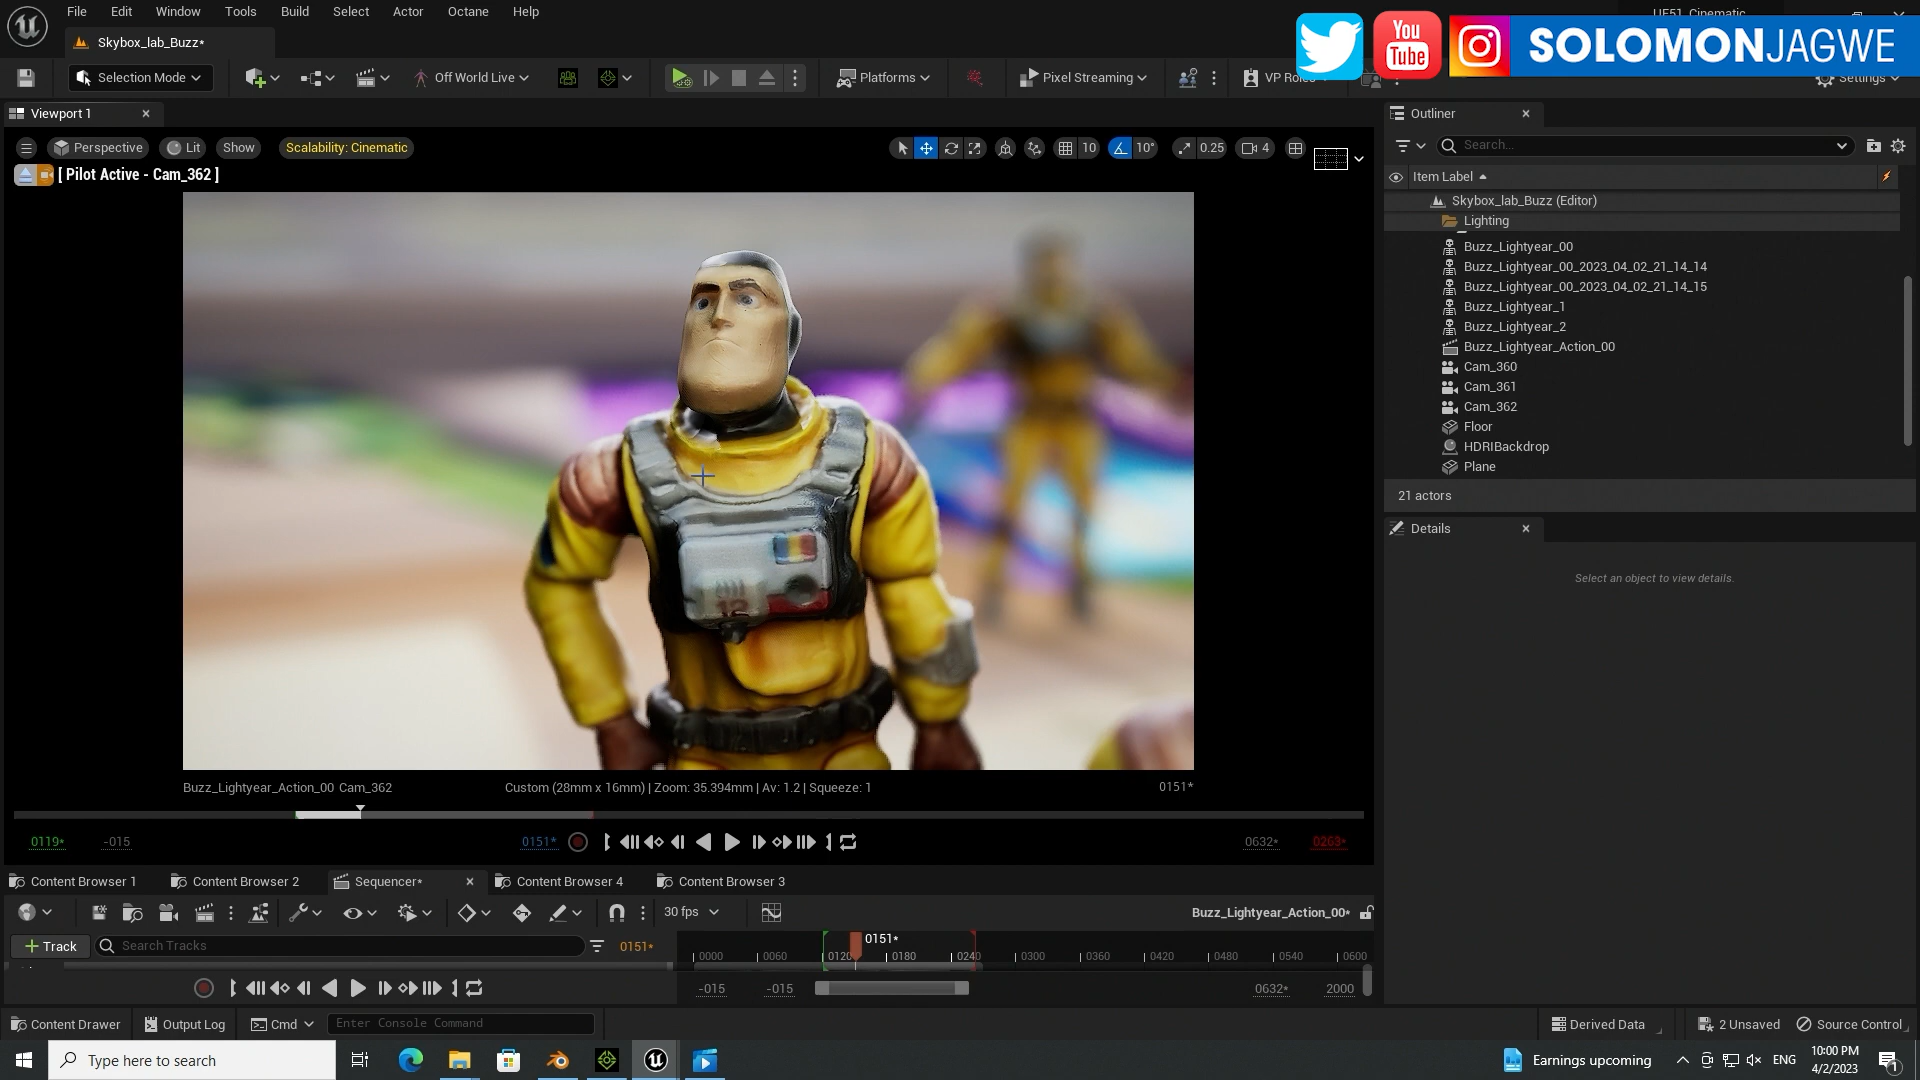 File Edit Window Tools Build Select Actor Octane Help
You Tube
SOLOMONJAGWE
Skybox_lab_Buzz*
Selection Mode
Off World Live
Platforms
Pixel Streaming
Settings
Viewport 1
Outliner
Perspective Lit Show Scalability: Cinematic
10 10° 0.25 4
Search...
[ Pilot Active - Cam_362 ]
Item Label
Skybox_lab_Buzz (Editor)
Lighting
Buzz_Lightyear_00
Buzz_Lightyear_00_2023_04_02_21_14_14
Buzz_Lightyear_00_2023_04_02_21_14_15
Buzz_Lightyear_1
Buzz_Lightyear_2
Buzz_Lightyear_Action_00
Cam_360
Cam_361
Cam_362
Floor
HDRIBackdrop
Plane
21 actors
Details
Select an object to view details.
Buzz_Lightyear_Action_00 Cam_362 Custom (28mm x 16mm) | Zoom: 35.394mm | Av: 1.2 | Squeeze: 1 0151*
0119* -015 0151* 0632* 0263*
Content Browser 1 Content Browser 2 Sequencer* Content Browser 4 Content Browser 3
30 fps Buzz_Lightyear_Action_00*
Track Search Tracks 0151* 0151*
0000 0060 0120 0180 0240 0300 0360 0420 0480 0540 0600
-015 -015 0632* 2000
Content Drawer Output Log Cmd Enter Console Command Derived Data 2 Unsaved Source Control
Type here to search Earnings upcoming ENG 10:00 PM
4/2/2023
1